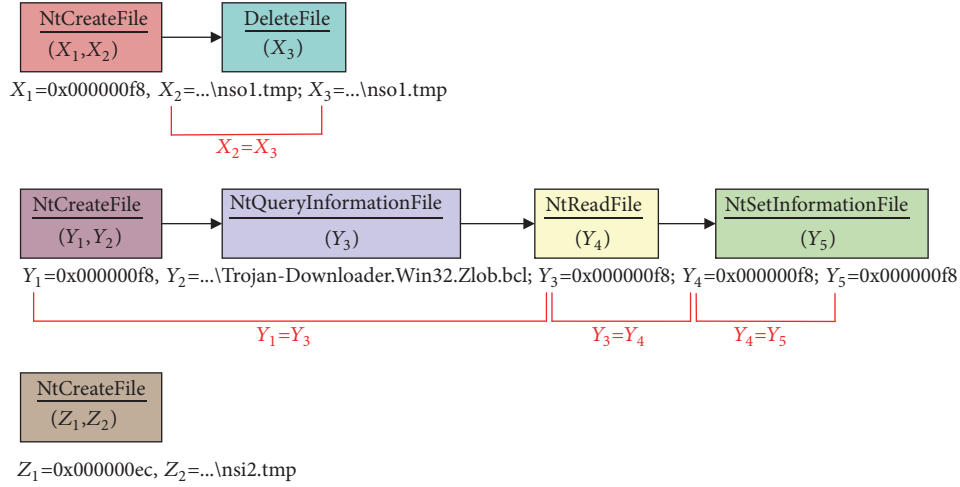 NtCreateFile DeleteFile
(X₁,X₂) (X₃)
X₁=0x000000f8, X₂=...\nso1.tmp; X₃=...\nso1.tmp
X₂=X₃
NtCreateFile NtQueryInformationFile NtReadFile NtSetInformationFile
(Y₁,Y₂) (Y₃) (Y₄) (Y₅)
Y₁=0x000000f8, Y₂=...\Trojan-Downloader.Win32.Zlob.bcl; Y₃=0x000000f8; Y₄=0x000000f8; Y₅=0x000000f8
Y₁=Y₃ Y₃=Y₄ Y₄=Y₅
NtCreateFile
(Z₁,Z₂)
Z₁=0x000000ec, Z₂=...\nsi2.tmp